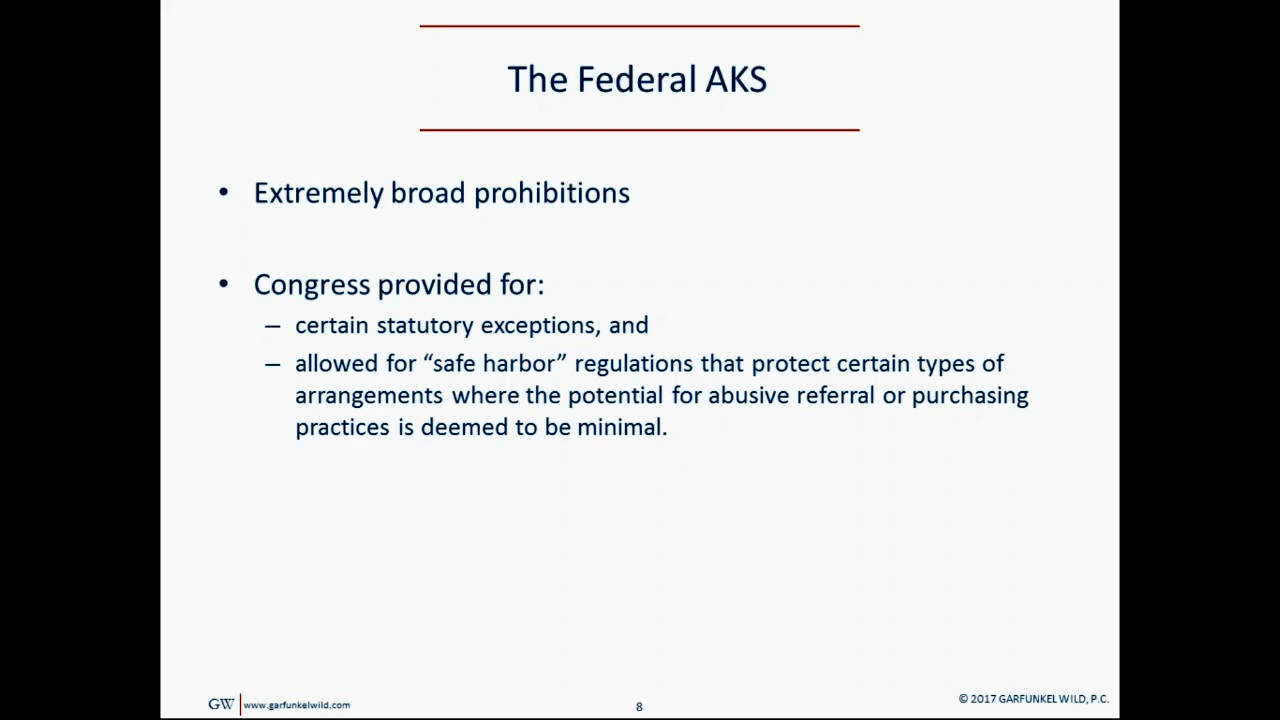 The Federal AKS
• Extremely broad prohibitions
• Congress provided for:
– certain statutory exceptions, and
– allowed for “safe harbor” regulations that protect certain types of
arrangements where the potential for abusive referral or purchasing
practices is deemed to be minimal.
GW www.garfunkelwild.com
8
© 2017 GARFUNKEL WILD, P.C.